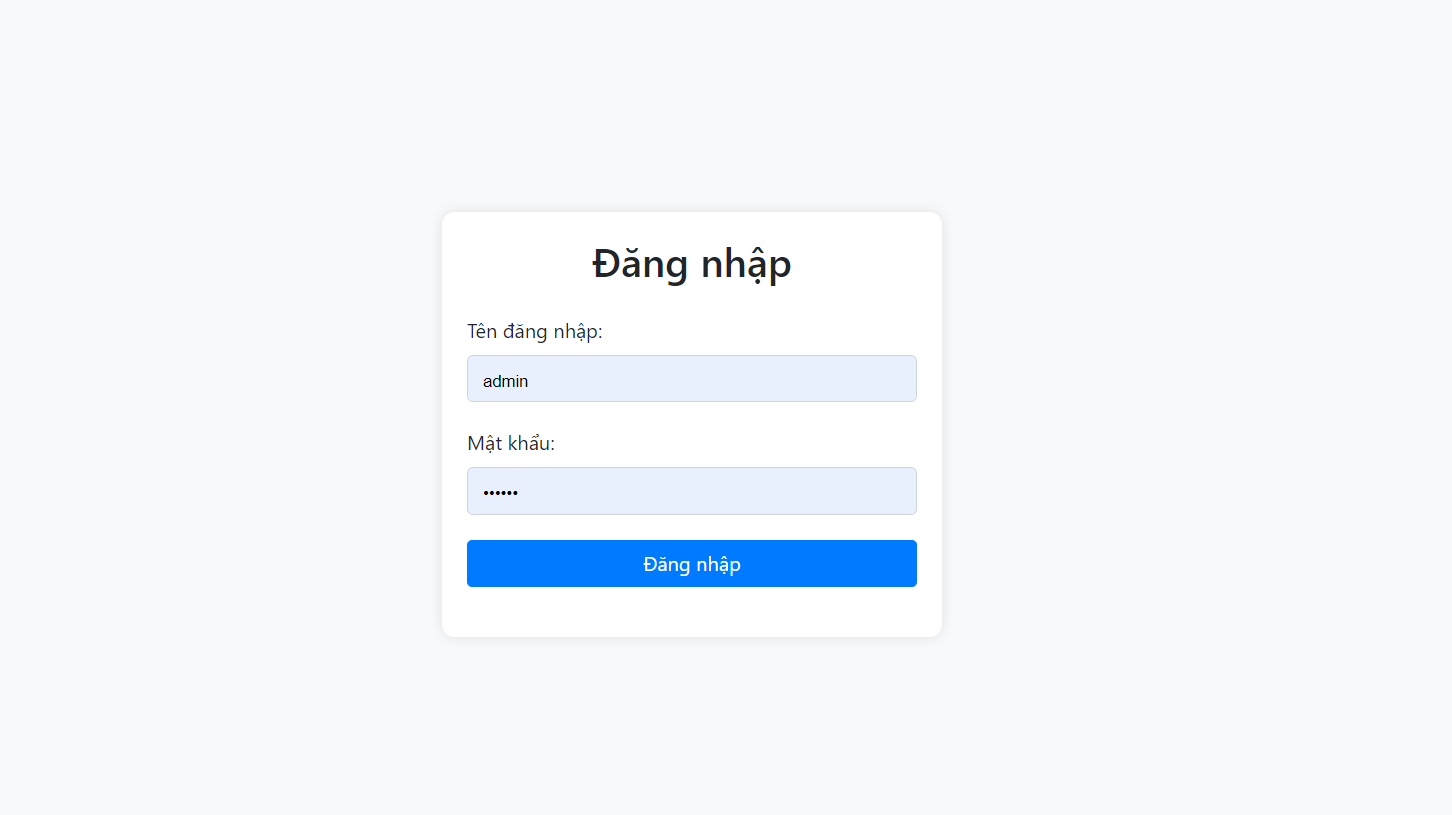 Đăng nhập
Tên đăng nhập:
admin
Mật khẩu:
••••••
Đăng nhập